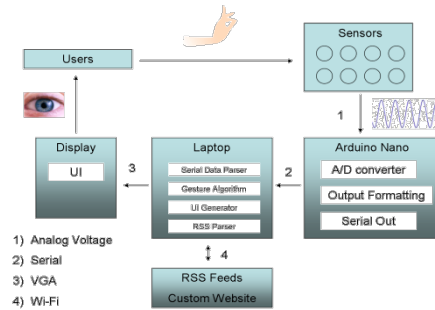 Sensors
Users
1
Display
UI
3
Laptop
Serial Data Parser
Gesture Algorithm
UI Generator
RSS Parser
2
Arduino Nano
A/D converter
Output Formatting
Serial Out
4
1) Analog Voltage
2) Serial
3) VGA
4) Wi-Fi
RSS Feeds
Custom Website